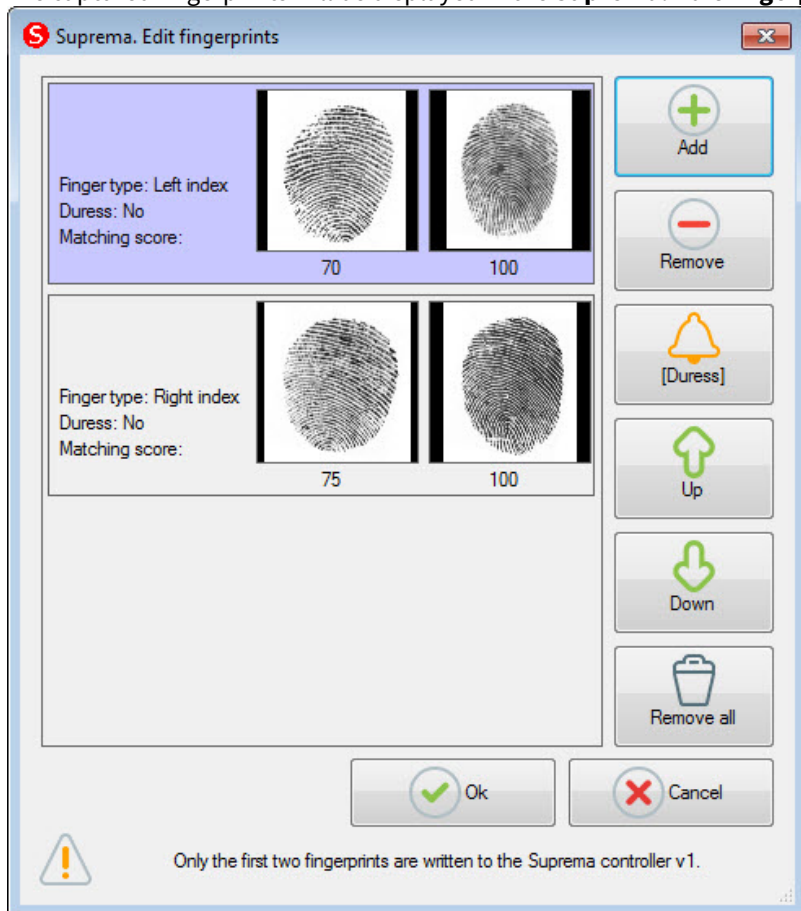 Suprema. Edit fingerprints
Finger type: Left index
Duress: No
Matching score:
70
100
Finger type: Right index
Duress: No
Matching score:
75
100
Add
Remove
[Duress]
Up
Down
Remove all
Ok
Cancel
Only the first two fingerprints are written to the Suprema controller v1.